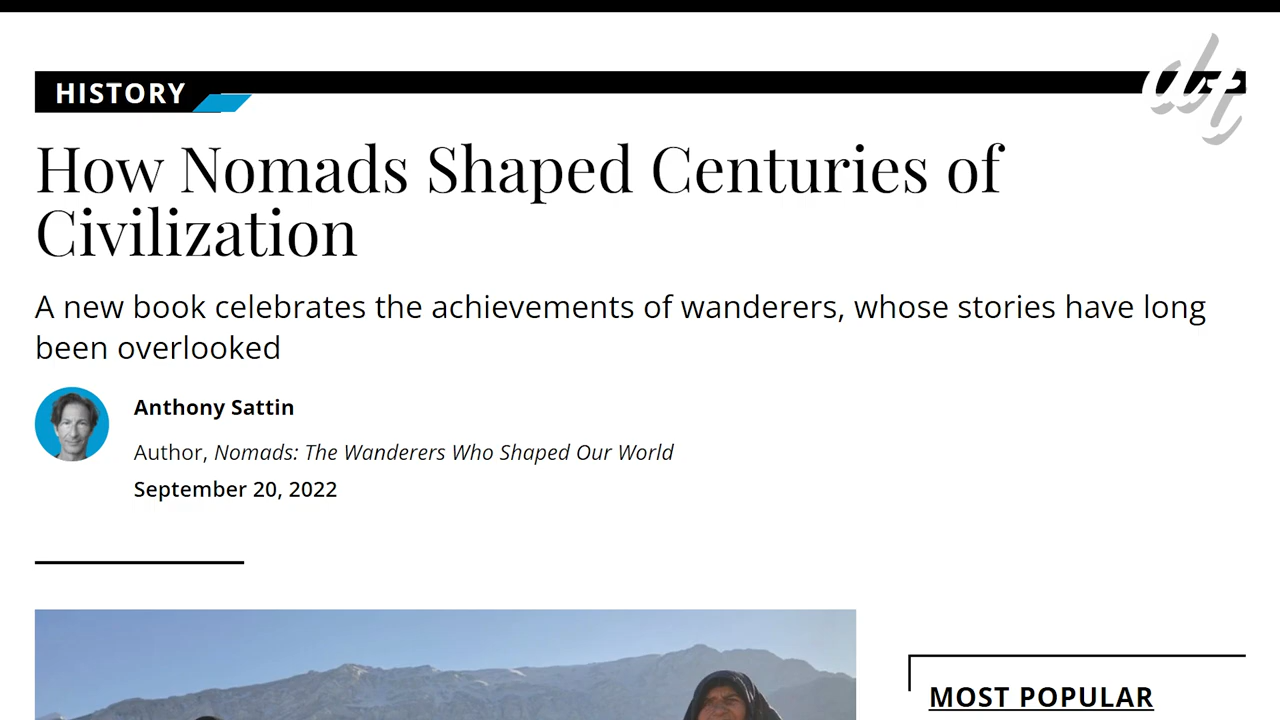 HISTORY
dt
How Nomads Shaped Centuries of
Civilization
A new book celebrates the achievements of wanderers, whose stories have long
been overlooked
Anthony Sattin
Author, Nomads: The Wanderers Who Shaped Our World
September 20, 2022
MOST POPULAR